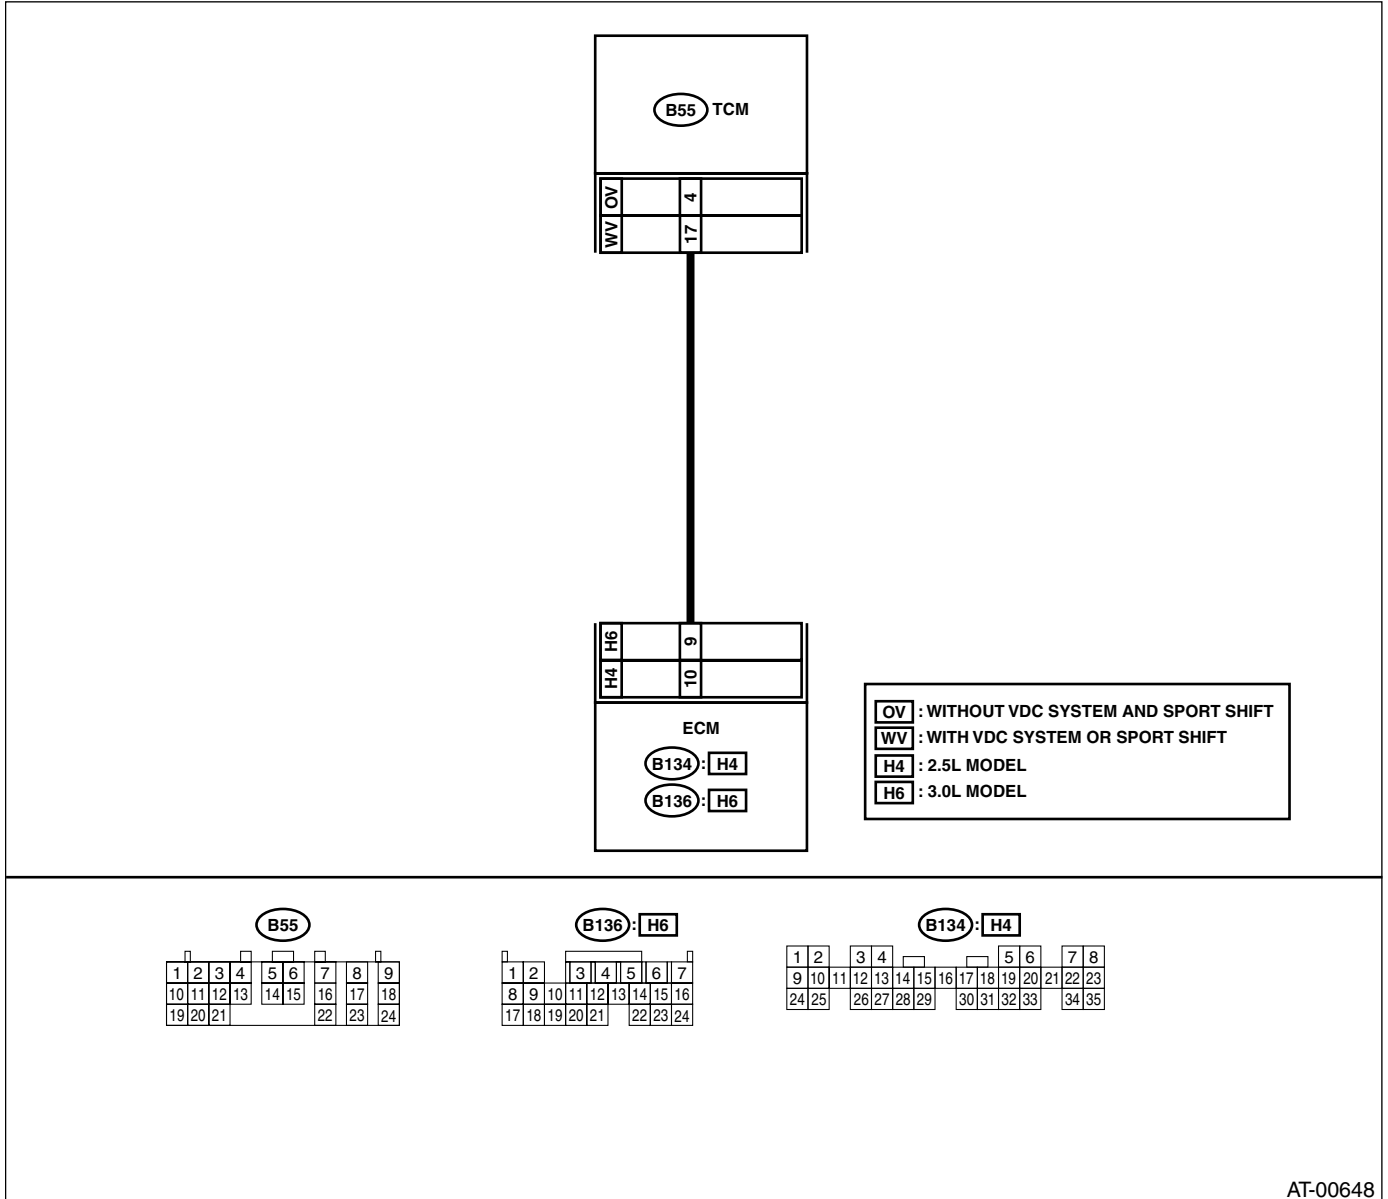 B55 TCM
OV 4
WV 17
H6 9
H4 10
ECM
B134 : H4
B136 : H6
OV : WITHOUT VDC SYSTEM AND SPORT SHIFT
WV : WITH VDC SYSTEM OR SPORT SHIFT
H4 : 2.5L MODEL
H6 : 3.0L MODEL
B55
1 2 3 4 5 6 7 8 9
10 11 12 13 14 15 16 17 18
19 20 21 22 23 24
B136 : H6
1 2 3 4 5 6 7
8 9 10 11 12 13 14 15 16
17 18 19 20 21 22 23 24
B134 : H4
1 2 3 4 5 6 7 8
9 10 11 12 13 14 15 16 17 18 19 20 21 22 23
24 25 26 27 28 29 30 31 32 33 34 35
AT-00648